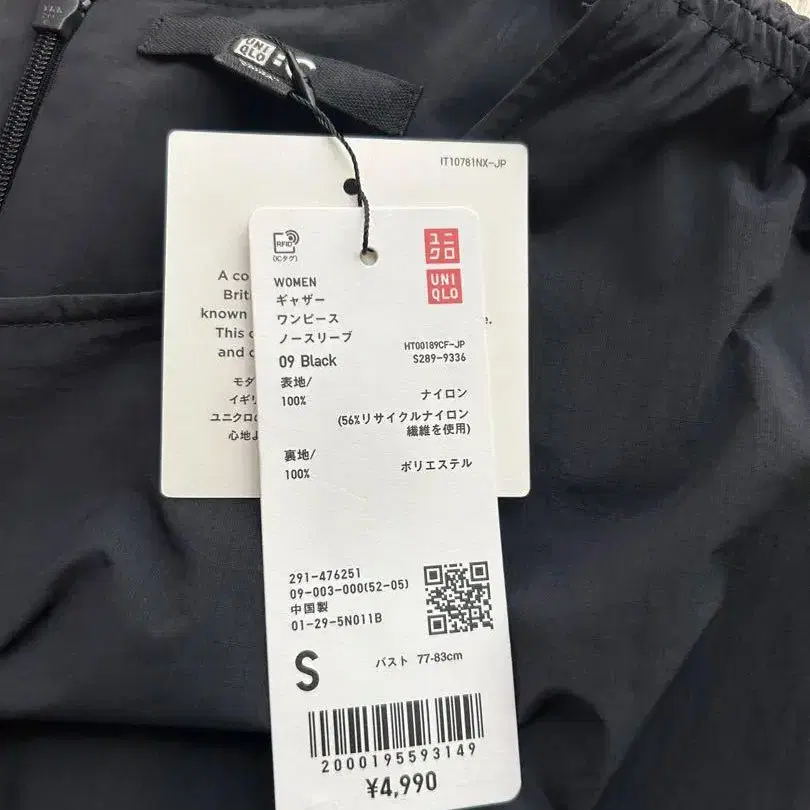 UNI
QLO
IT10781NX-JP
A co
Brit
known
This c
and c
e.
モダ
イギリ
ユニクロの
心地よ
RFID
(ICタグ)
ユニ
クロ
UNI
QLO
WOMEN
ギャザー
ワンピース
ノースリーブ
09 Black
HT00189CF-JP
S289-9336
表地/
100%
ナイロン
(56%リサイクルナイロン
繊維を使用)
裏地/
100%
ポリエステル
291-476251
09-003-000(52-05)
中国製
01-29-5N011B
S
バスト 77-83cm
2000195593149
¥4,990